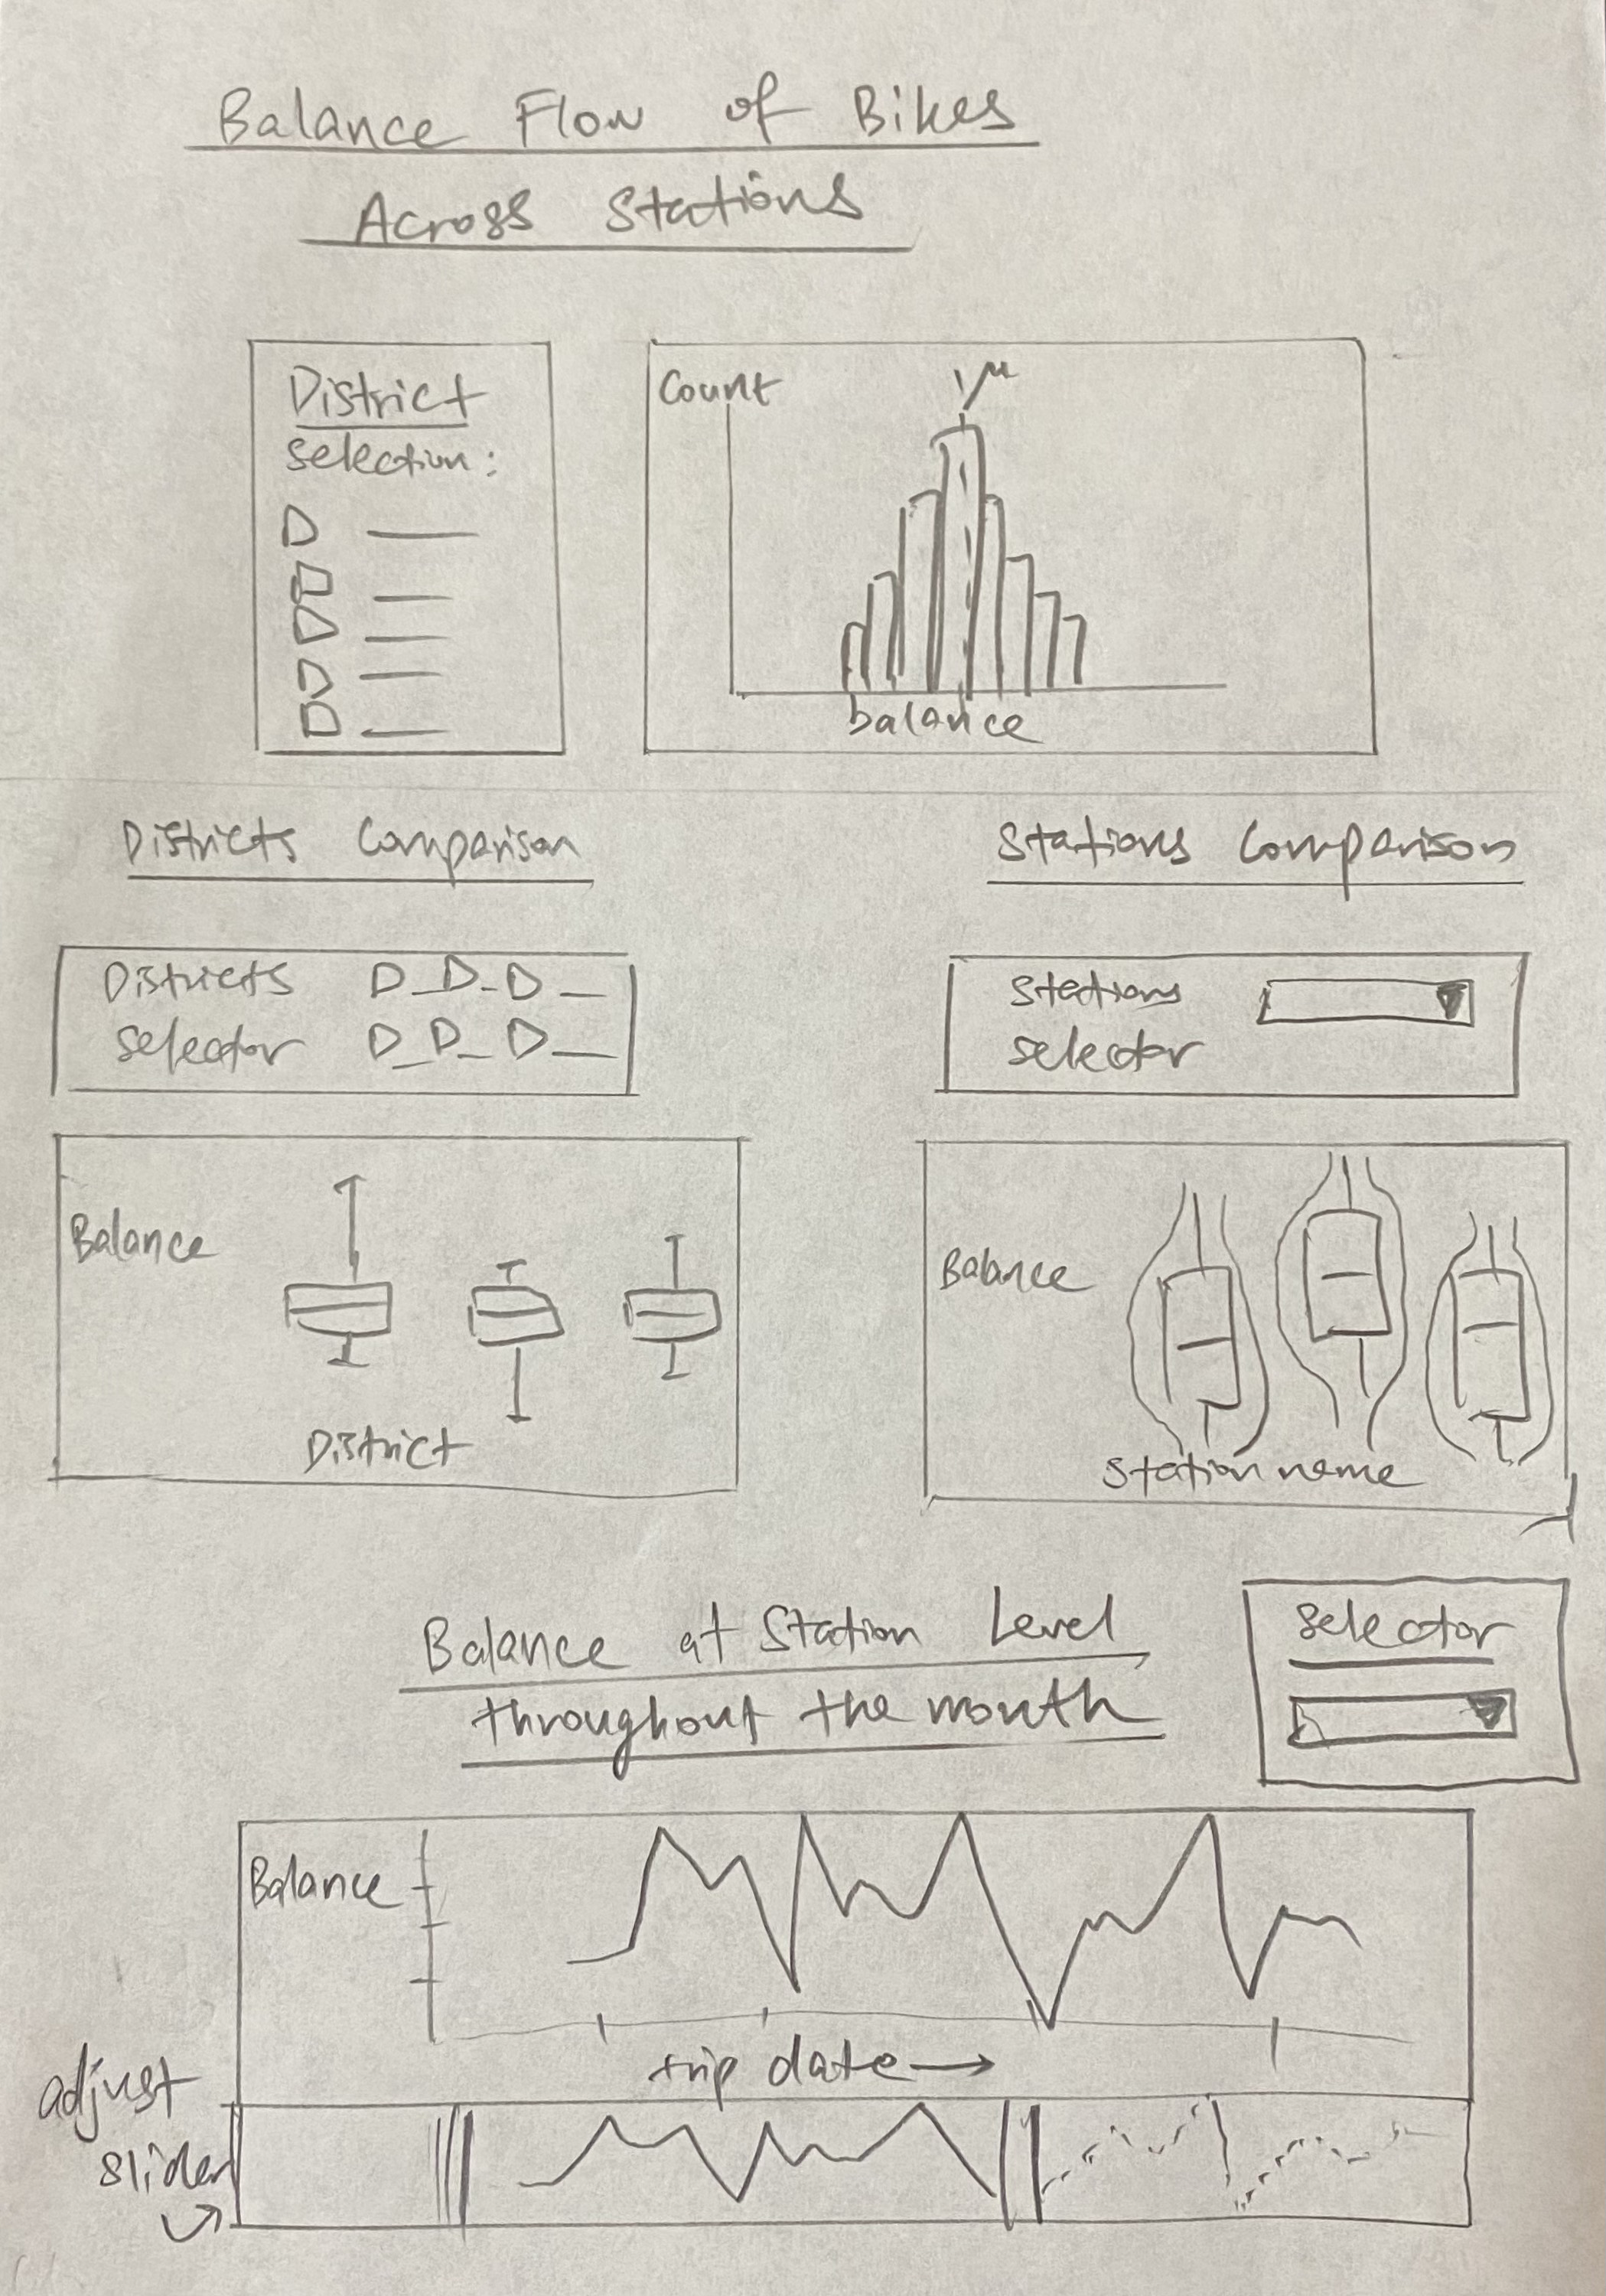 Balance Flow of Bikes
Across Stations
District
selection:
Count
μ
balance
Districts Comparison
Stations Comparison
Districts
selector
Stations
selector
Balance
District
Balance
Station name
Balance at Station Level
throughout the month
selector
Balance
trip date →
adjust
slider